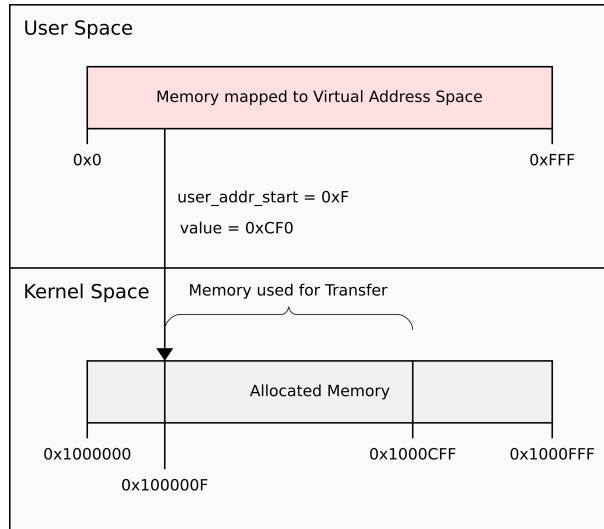 User Space
Memory mapped to Virtual Address Space
0x0
0xFFF
user_addr_start = 0xF
value = 0xCF0
Kernel Space
Memory used for Transfer
Allocated Memory
0x1000000
0x1000CFF
0x1000FFF
0x100000F